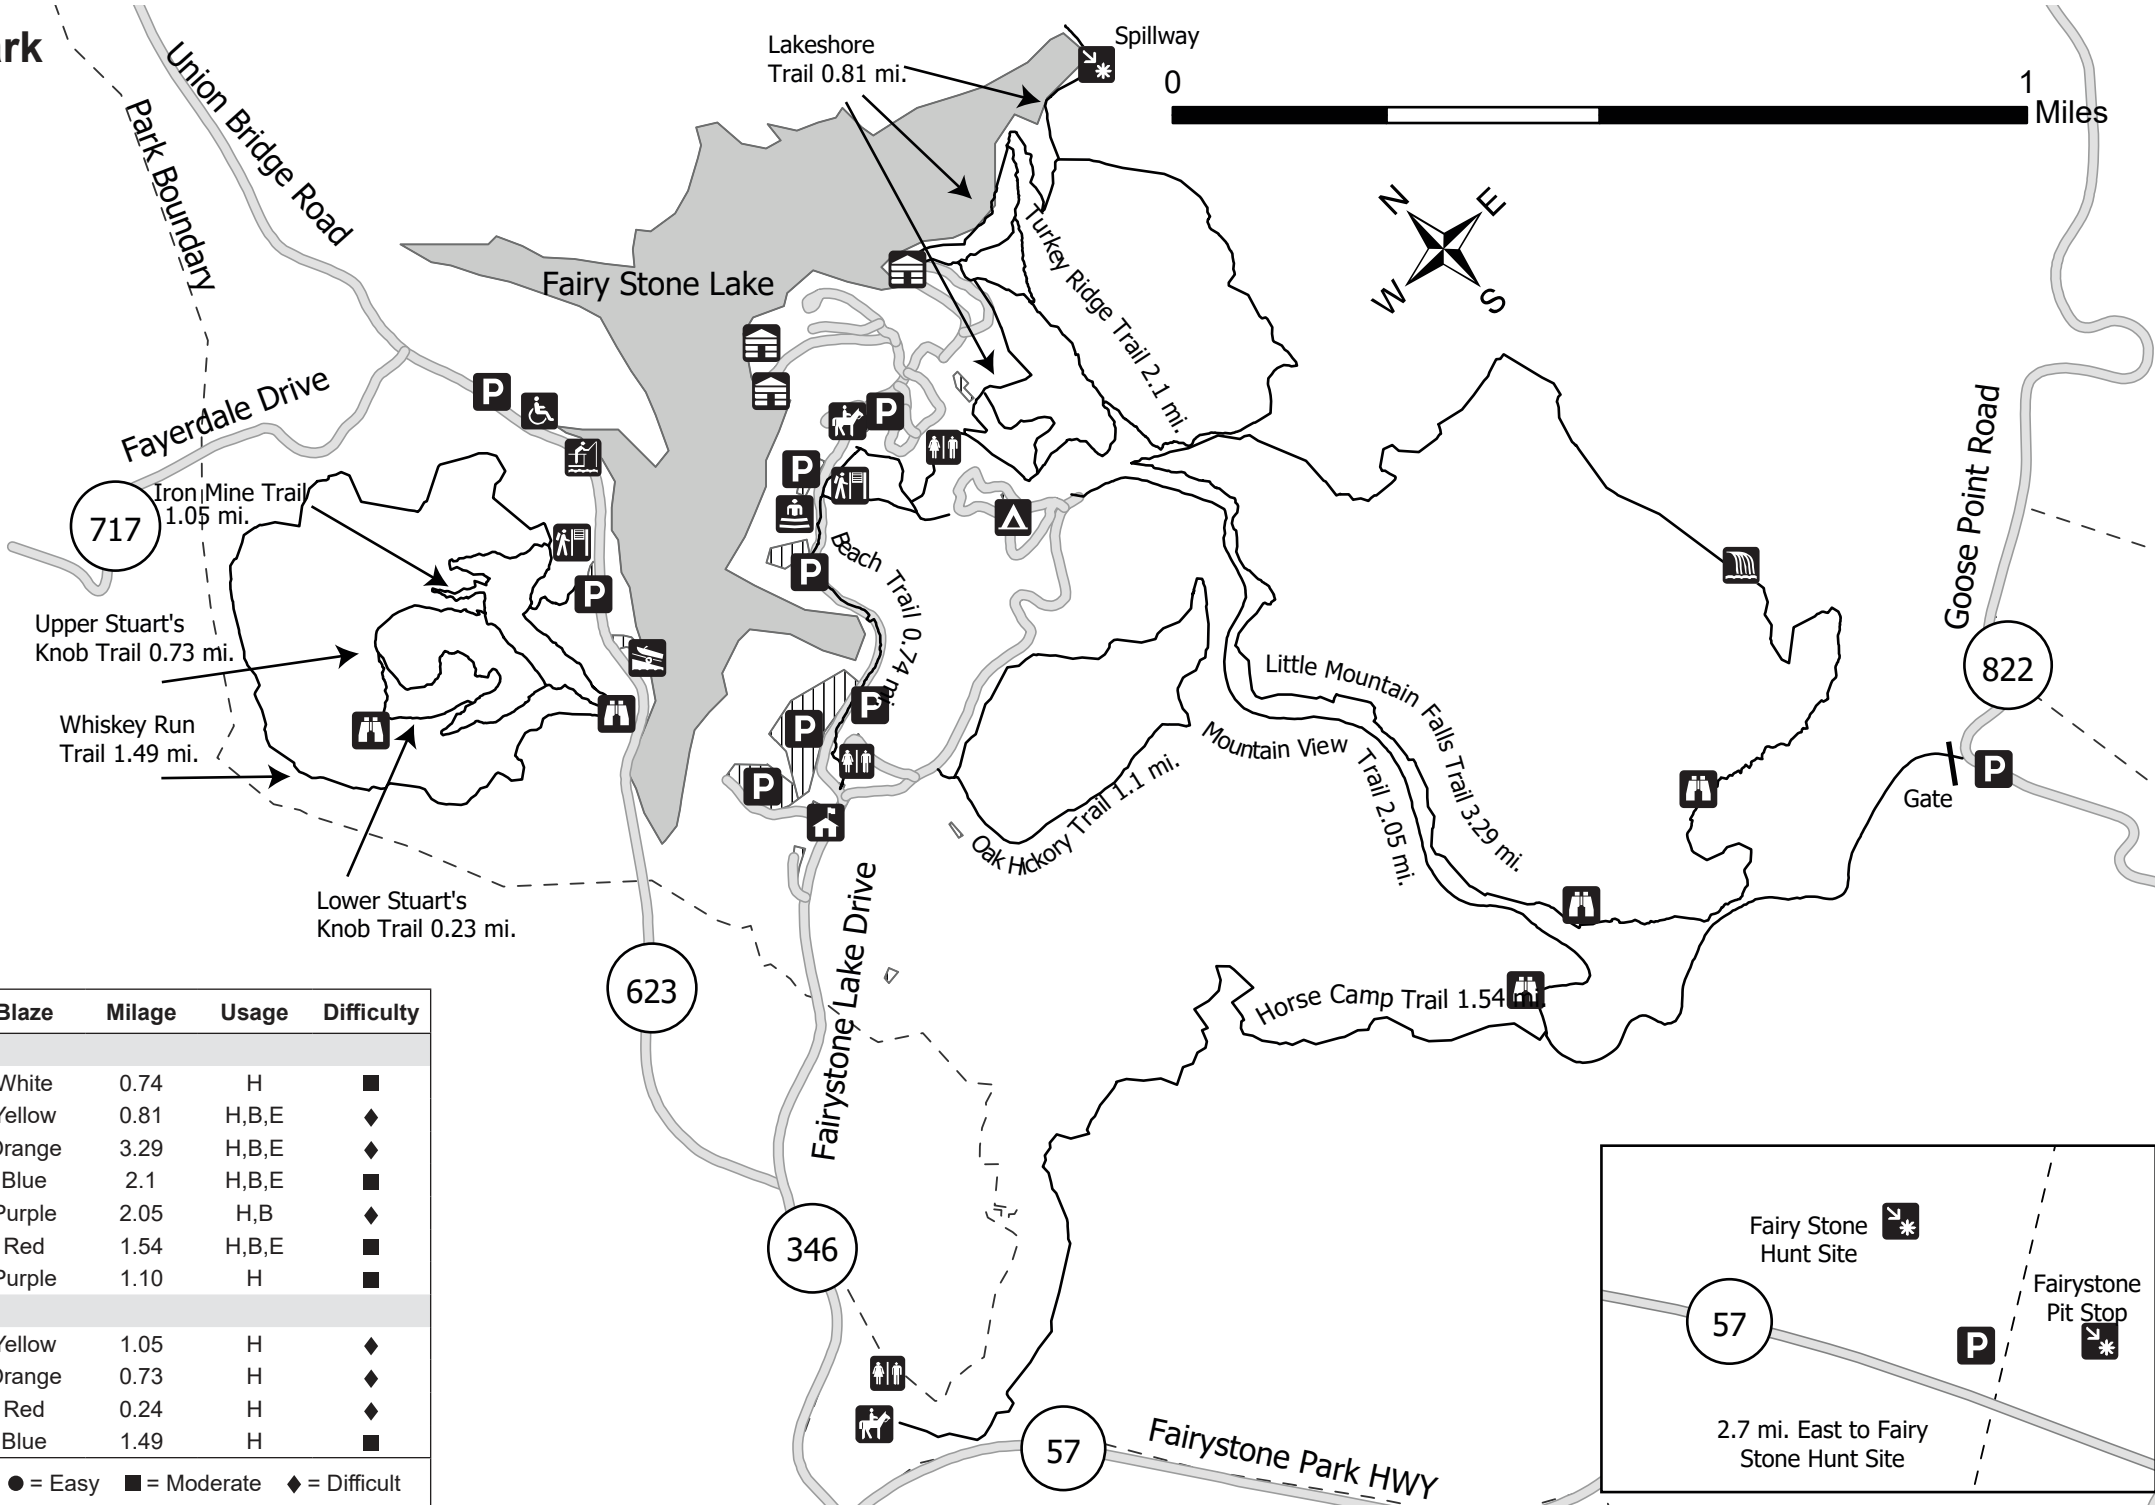 ark
Union Bridge Road
Park Boundary
Lakeshore
Trail 0.81 mi.
Spillway
0
1
Miles
N
E
W
S
Fairy Stone Lake
Turkey Ridge Trail 2.1 mi.
Fayerdale Drive
717
Iron Mine Trail
1.05 mi.
Upper Stuart's
Knob Trail 0.73 mi.
Whiskey Run
Trail 1.49 mi.
Lower Stuart's
Knob Trail 0.23 mi.
P
P
P
P
P
P
P
P
P
Beach Trail 0.74 mi.
Little Mountain Falls Trail 3.29 mi.
Mountain View Trail 2.05 mi.
Oak HIckory Trail 1.1 mi.
Goose Point Road
822
Gate
Horse Camp Trail 1.54 mi.
Fairystone Lake Drive
623
346
57
Fairystone Park HWY
Blaze Milage Usage Difficulty
White 0.74 H
Yellow 0.81 H,B,E
Orange 3.29 H,B,E
Blue 2.1 H,B,E
Purple 2.05 H,B
Red 1.54 H,B,E
Purple 1.10 H
Yellow 1.05 H
Orange 0.73 H
Red 0.24 H
Blue 1.49 H
● = Easy ■ = Moderate ♦ = Difficult
Fairy Stone
Hunt Site
Fairystone
Pit Stop
57
P
2.7 mi. East to Fairy
Stone Hunt Site